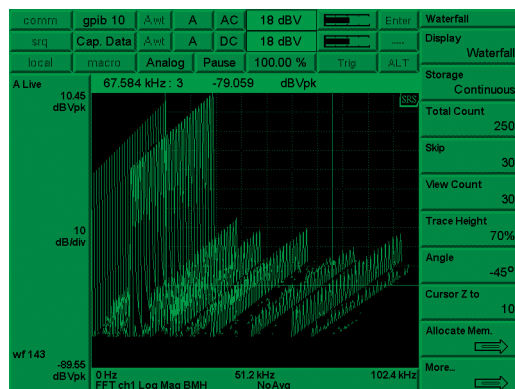 comm gpib 10 A wt A AC 18 dBV Enter Waterfall
srq Cap. Data A wt A DC 18 dBV ---- Display
Waterfall
local macro Analog Pause 100.00 % Trig ALT
A Live 67.584 kHz : 3 -79.059 dBVpk Storage
Continuous
10.45
dBVpk
SRS
Total Count
250
Skip
30
View Count
30
10
dB/div
Trace Height
70%
Angle
-45º
Cursor Z to
10
Allocate Mem.
wf 143
-99.55
dBVpk
0 Hz 51.2 kHz 102.4 kHz
More...
FFT ch1 Log Mag BMH NoAvg